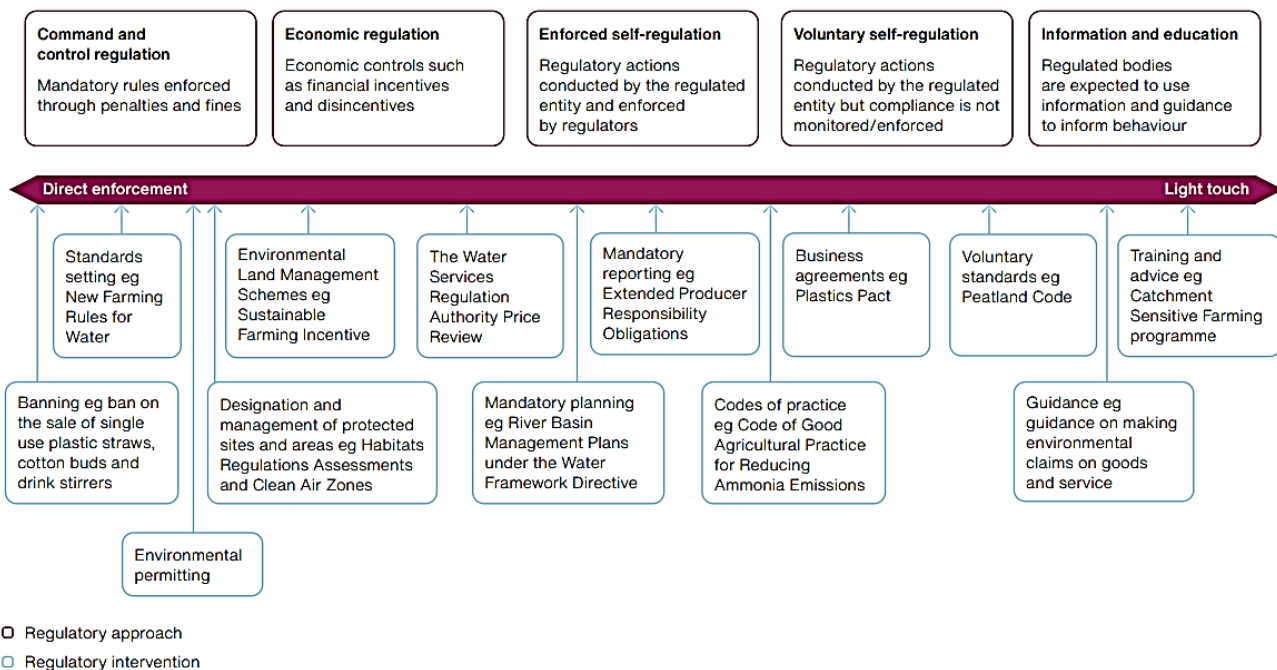 Command and
control regulation
Mandatory rules enforced
through penalties and fines
Economic regulation
Economic controls such
as financial incentives
and disincentives
Enforced self-regulation
Regulatory actions
conducted by the regulated
entity and enforced
by regulators
Voluntary self-regulation
Regulatory actions
conducted by the regulated
entity but compliance is not
monitored/enforced
Information and education
Regulated bodies
are expected to use
information and guidance
to inform behaviour
Direct enforcement
Light touch
Standards
setting eg
New Farming
Rules for
Water
Environmental
Land Management
Schemes eg
Sustainable
Farming Incentive
The Water
Services
Regulation
Authority Price
Review
Mandatory
reporting eg
Extended Producer
Responsibility
Obligations
Business
agreements eg
Plastics Pact
Voluntary
standards eg
Peatland Code
Training and
advice eg
Catchment
Sensitive Farming
programme
Banning eg ban on
the sale of single
use plastic straws,
cotton buds and
drink stirrers
Designation and
management of protected
sites and areas eg Habitats
Regulations Assessments
and Clean Air Zones
Mandatory planning
eg River Basin
Management Plans
under the Water
Framework Directive
Codes of practice
eg Code of Good
Agricultural Practice
for Reducing
Ammonia Emissions
Guidance eg
guidance on making
environmental
claims on goods
and service
Environmental
permitting
Regulatory approach
Regulatory intervention